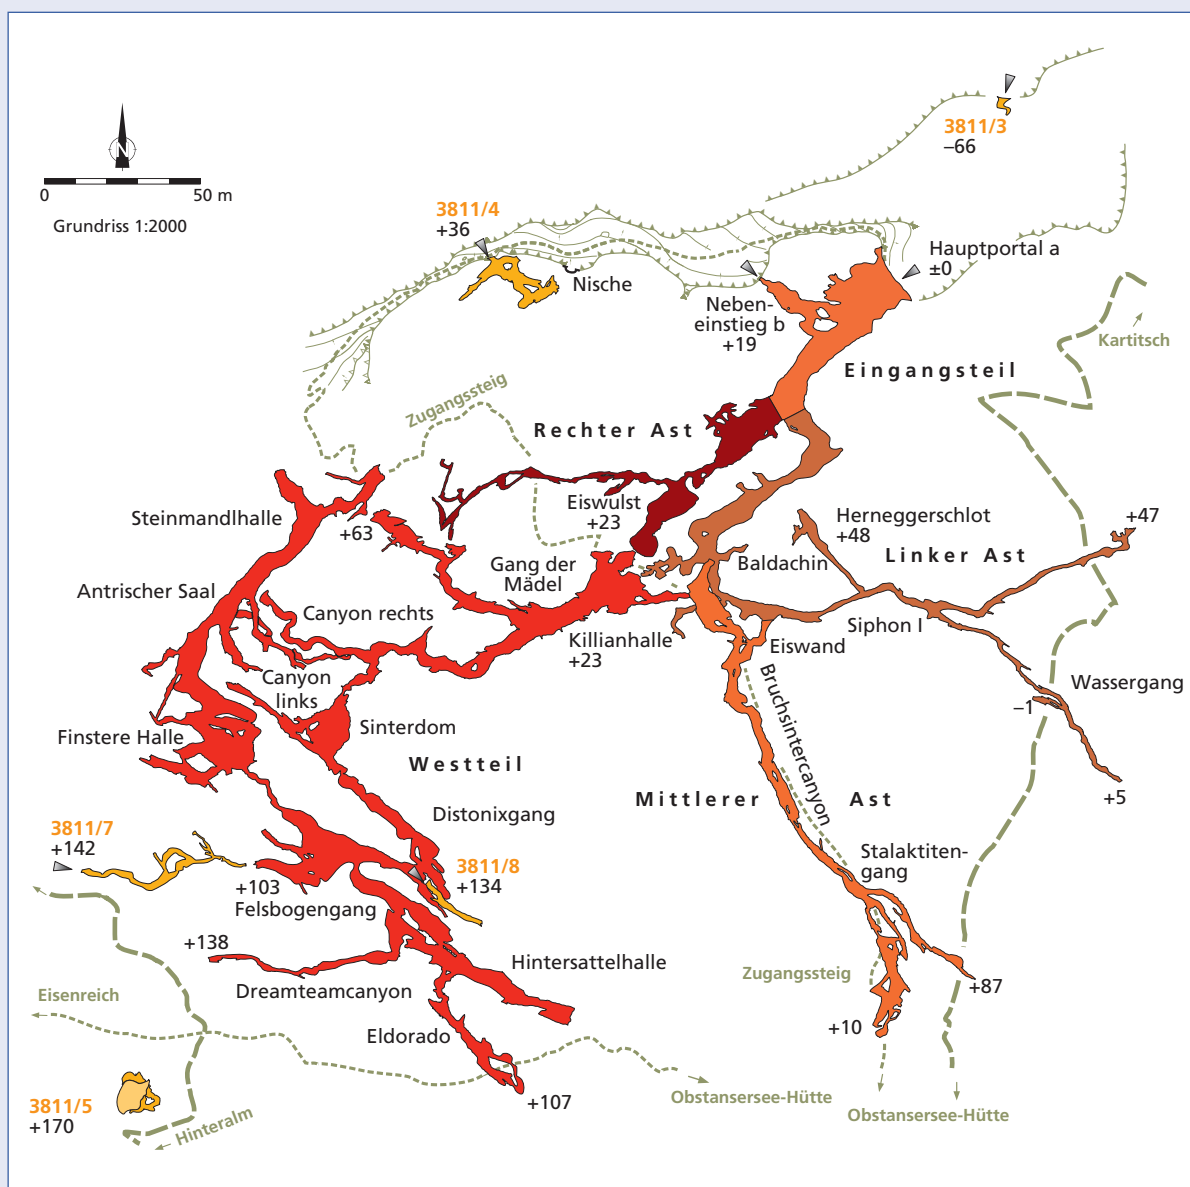 3811/3
–66
N
0 50 m
Grundriss 1:2000
3811/4
+36
Nische
Hauptportal a
±0
Neben-
einstieg b
+19
Kartitsch
Eingangsteil
Zugangssteig
Rechter Ast
Steinmandlhalle
+63
Eiswulst
+23
Herneggerschlot
+48
+47
Linker Ast
Gang der
Mädel
Baldachin
Antrischer Saal
Canyon rechts
Killianhalle
+23
Siphon I
Eiswand
Canyon
links
Wassergang
–1
Sinterdom
Finstere Halle
Westteil
Bruchsintercanyon
Mittlerer Ast
+5
Distonixgang
3811/7
+142
3811/8
+134
Stalaktiten-
gang
+103
Felsbogengang
+138
Hintersattelhalle
Zugangssteig
Dreamteamcanyon
+87
Eisenreich
+10
Eldorado
+107
Obstansersee-Hütte
Obstansersee-Hütte
3811/5
+170
Hinteralm